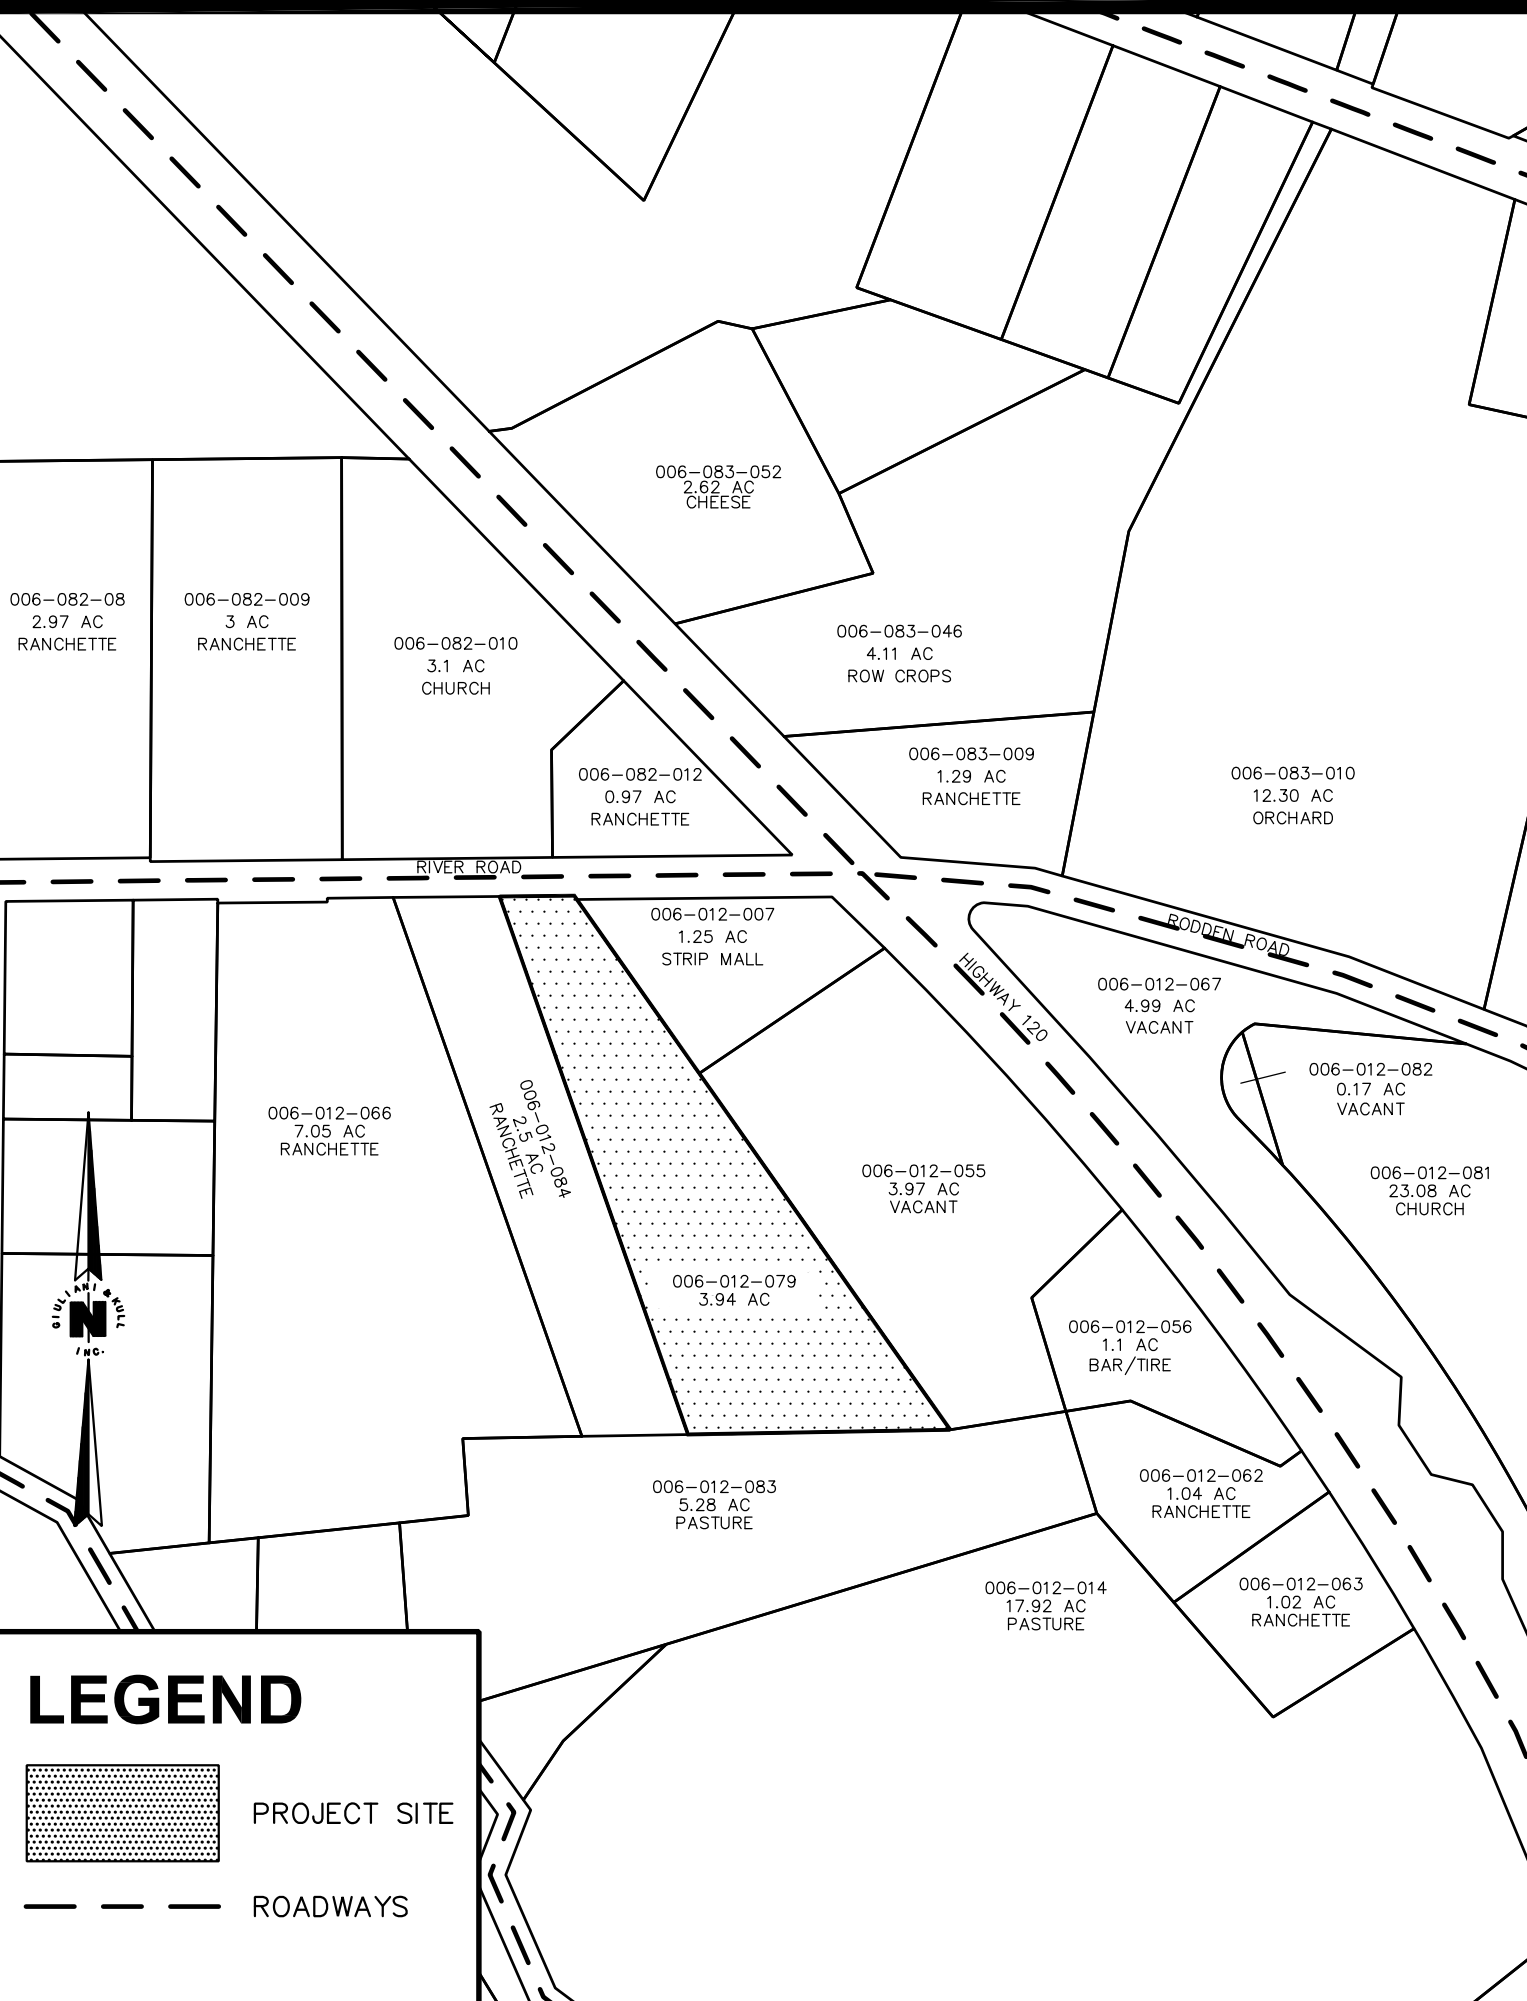 006-083-052
2.62 AC
CHEESE
006-082-08
2.97 AC
RANCHETTE
006-082-009
3 AC
RANCHETTE
006-082-010
3.1 AC
CHURCH
006-083-046
4.11 AC
ROW CROPS
006-082-012
0.97 AC
RANCHETTE
006-083-009
1.29 AC
RANCHETTE
006-083-010
12.30 AC
ORCHARD
RIVER ROAD
006-012-007
1.25 AC
STRIP MALL
RODDEN ROAD
HIGHWAY 120
006-012-067
4.99 AC
VACANT
006-012-082
0.17 AC
VACANT
006-012-066
7.05 AC
RANCHETTE
006-012-084
2.5 AC
RANCHETTE
006-012-055
3.97 AC
VACANT
006-012-081
23.08 AC
CHURCH
006-012-079
3.94 AC
GIULIANI & KULL
N
INC.
006-012-056
1.1 AC
BAR/TIRE
006-012-083
5.28 AC
PASTURE
006-012-062
1.04 AC
RANCHETTE
006-012-014
17.92 AC
PASTURE
006-012-063
1.02 AC
RANCHETTE
LEGEND
PROJECT SITE
ROADWAYS